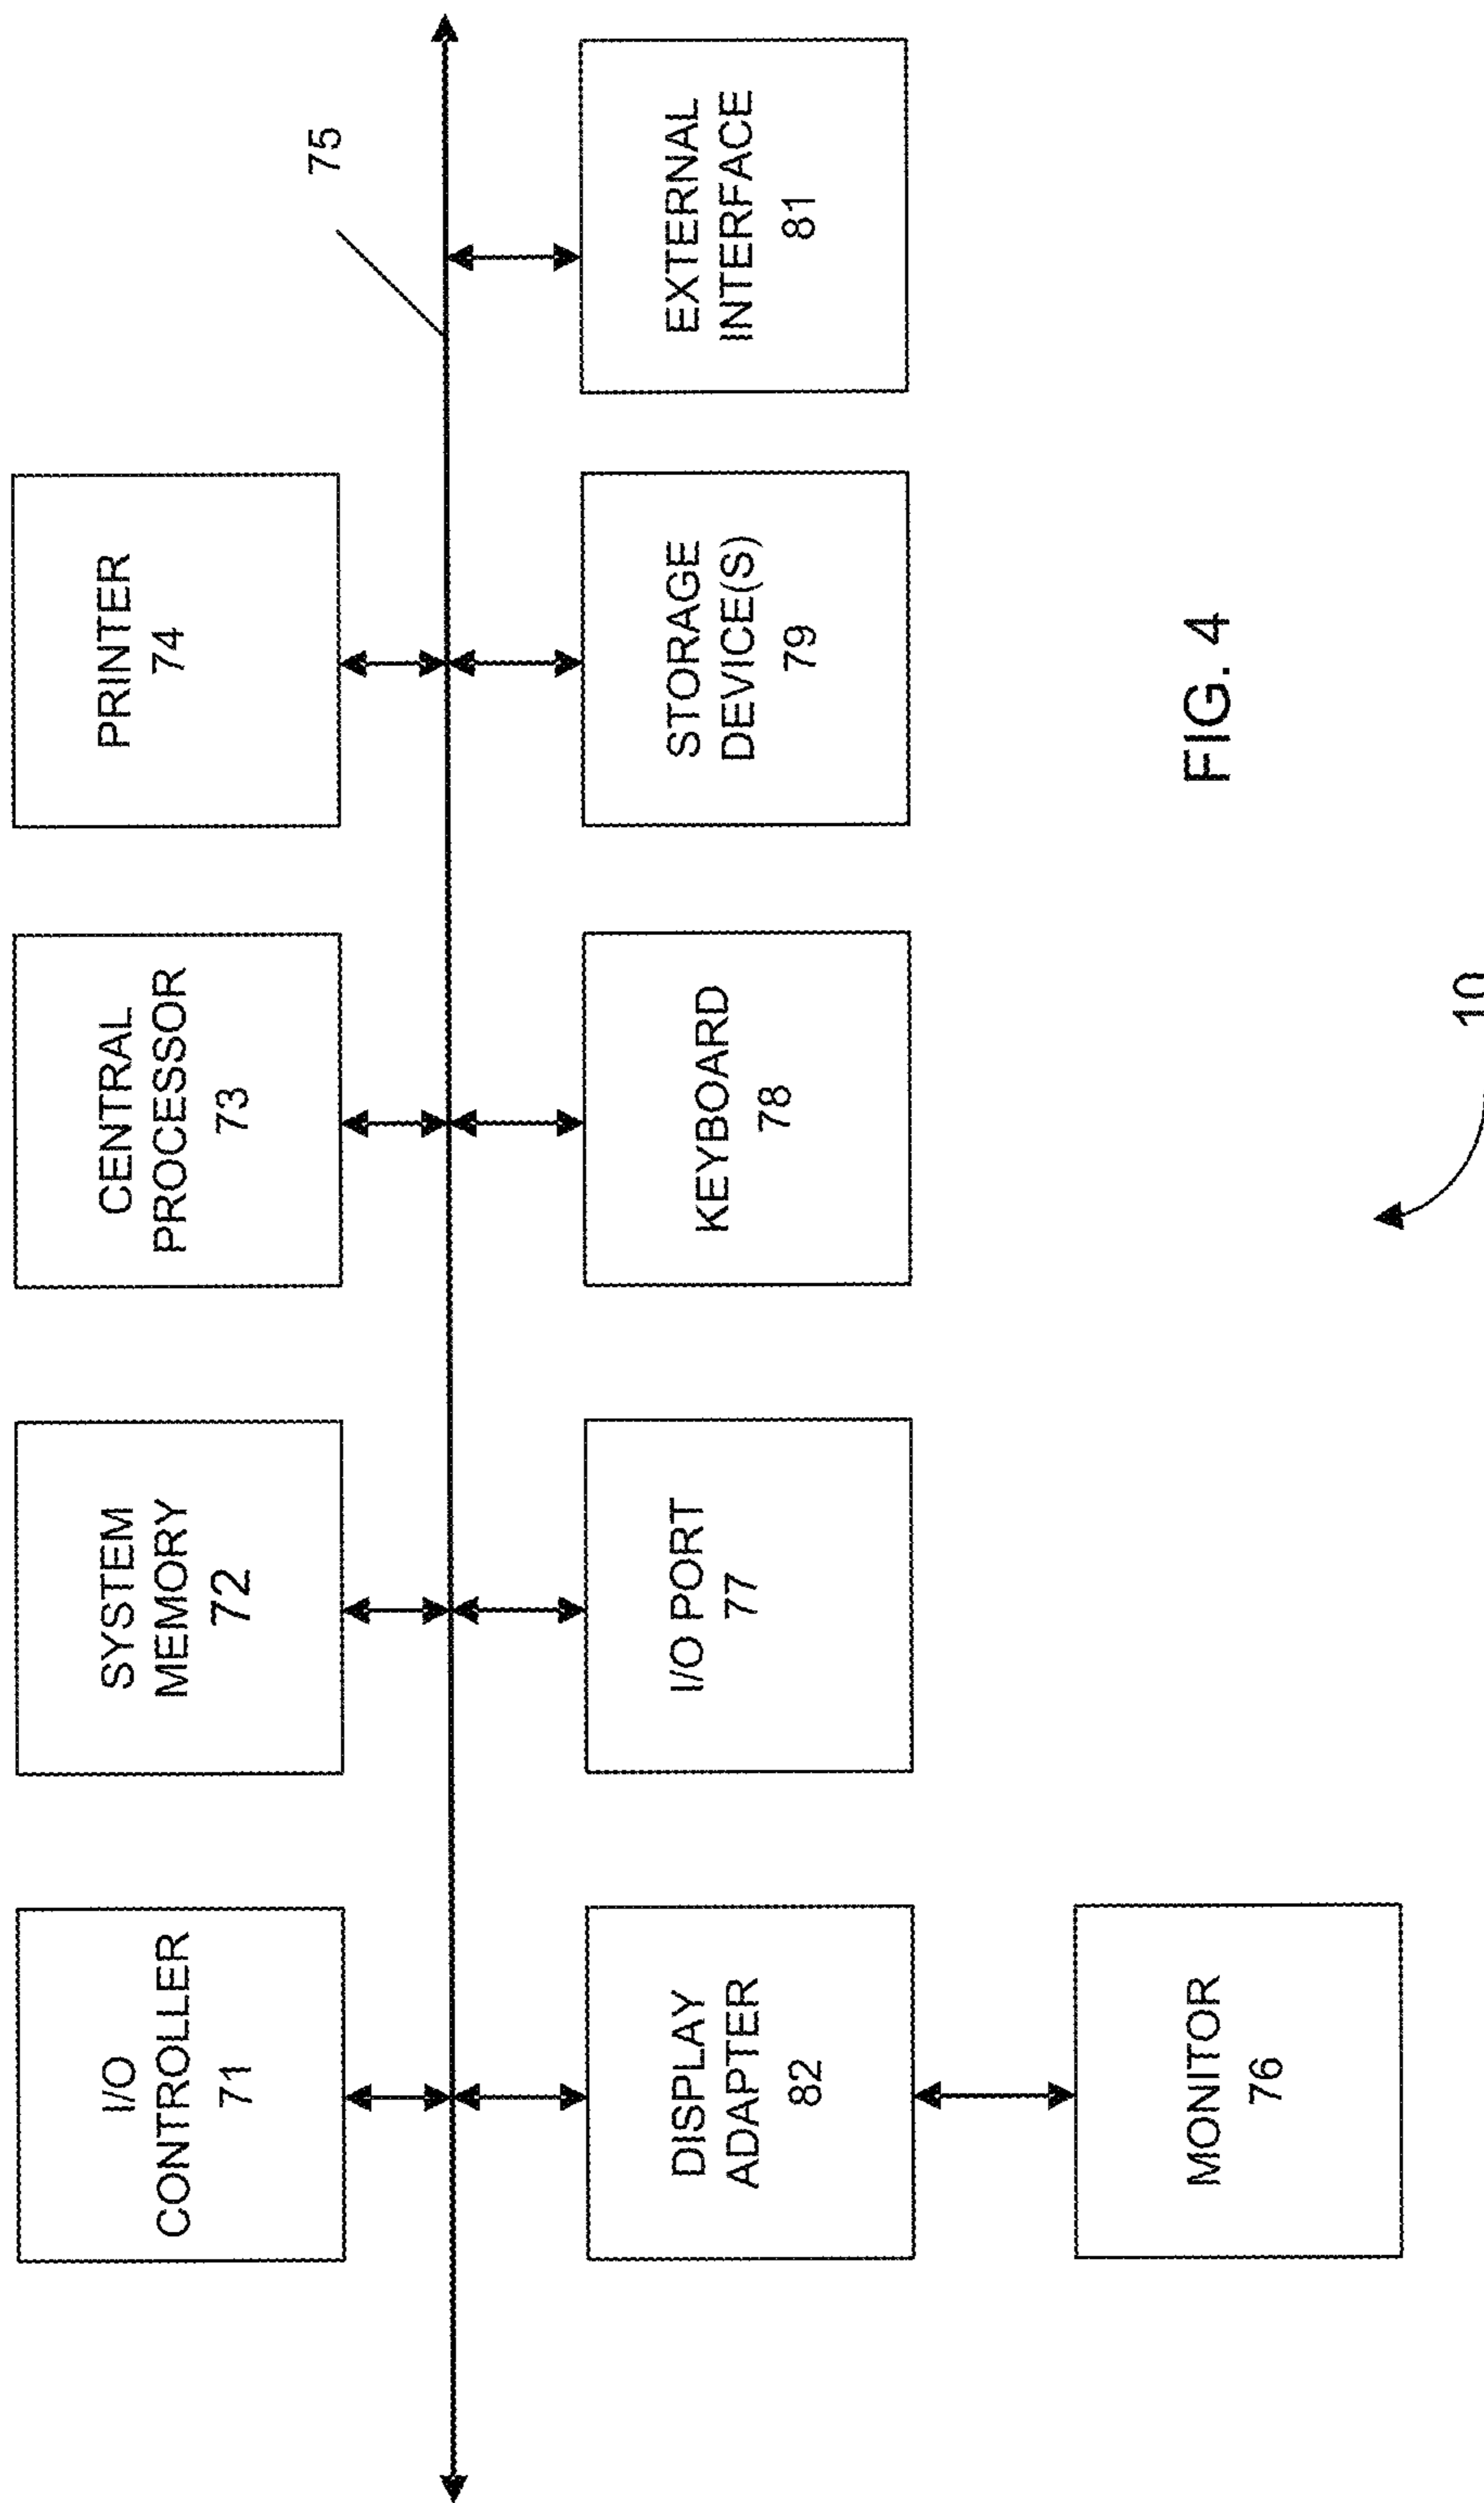 I/O
CONTROLLER
71
SYSTEM
MEMORY
72
CENTRAL
PROCESSOR
73
PRINTER
74
75
DISPLAY
ADAPTER
82
I/O PORT
77
KEYBOARD
78
STORAGE
DEVICE(S)
79
EXTERNAL
INTERFACE
81
MONITOR
76
FIG. 4
10